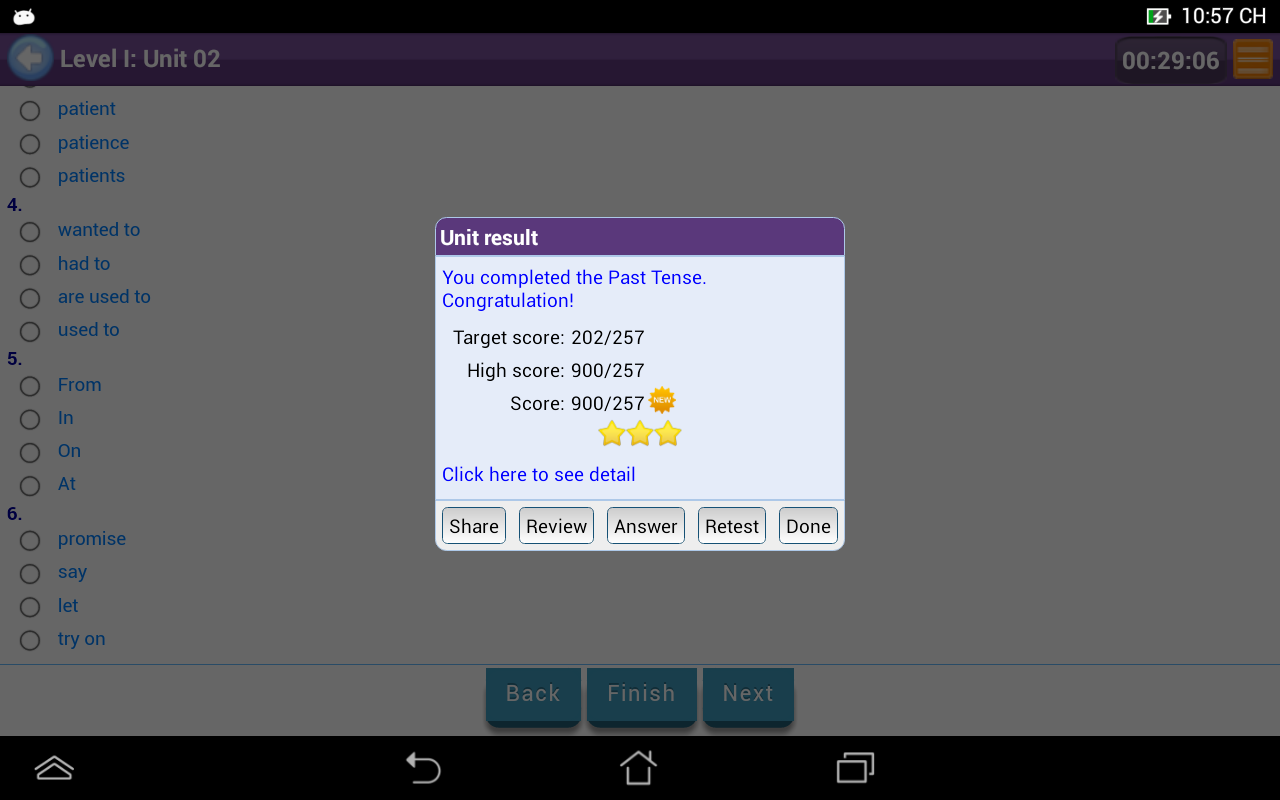 10:57 CH
Level I: Unit 02
00:29:06
patient
patience
patients
4.
wanted to
had to
are used to
used to
5.
From
In
On
At
6.
promise
say
let
try on
Unit result
You completed the Past Tense.
Congratulation!
Target score: 202/257
High score: 900/257
Score: 900/257 NEW
Click here to see detail
Share Review Answer Retest Done
Back Finish Next